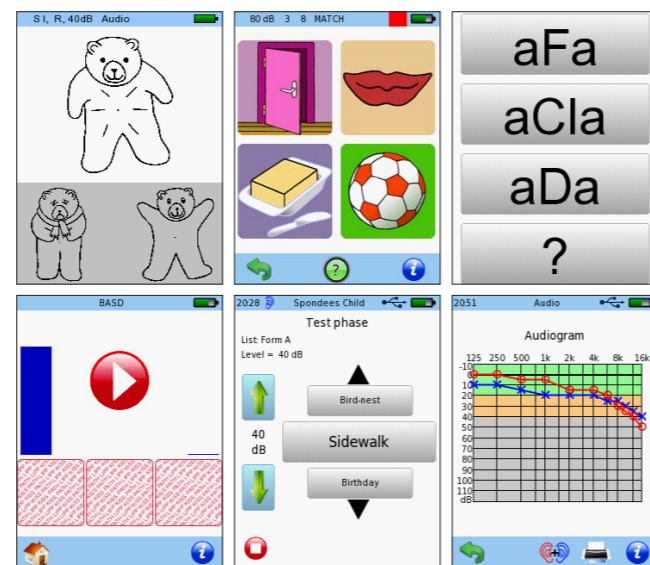 SI, R, 40dB Audio
80 dB 3 8 MATCH
?
i
aFa
aCla
aDa
?
BASD
i
2028 Spondees Child
Test phase
List: Form A
Level = 40 dB
Bird-nest
40
dB
Sidewalk
Birthday
2051 Audio
Audiogram
125 250 500 1k 2k 4k 8k 16k
-10
0
10
20
30
40
50
60
70
80
90
100
110
dB
i